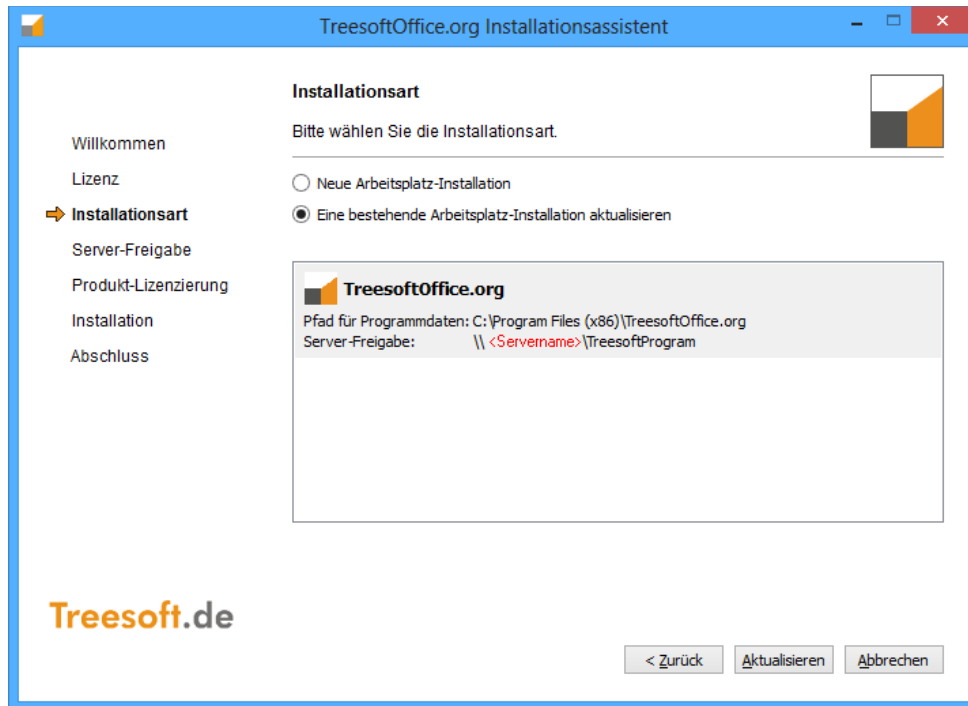 TreesoftOffice.org Installationsassistent
Installationsart
Bitte wählen Sie die Installationsart.
Willkommen
Lizenz
Installationsart
Server-Freigabe
Produkt-Lizenzierung
Installation
Abschluss
Neue Arbeitsplatz-Installation
Eine bestehende Arbeitsplatz-Installation aktualisieren
TreesoftOffice.org
Pfad für Programmdaten: C:\Program Files (x86)\TreesoftOffice.org
Server-Freigabe: \\ <Servername>\TreesoftProgram
Treesoft.de
< Zurück
Aktualisieren
Abbrechen